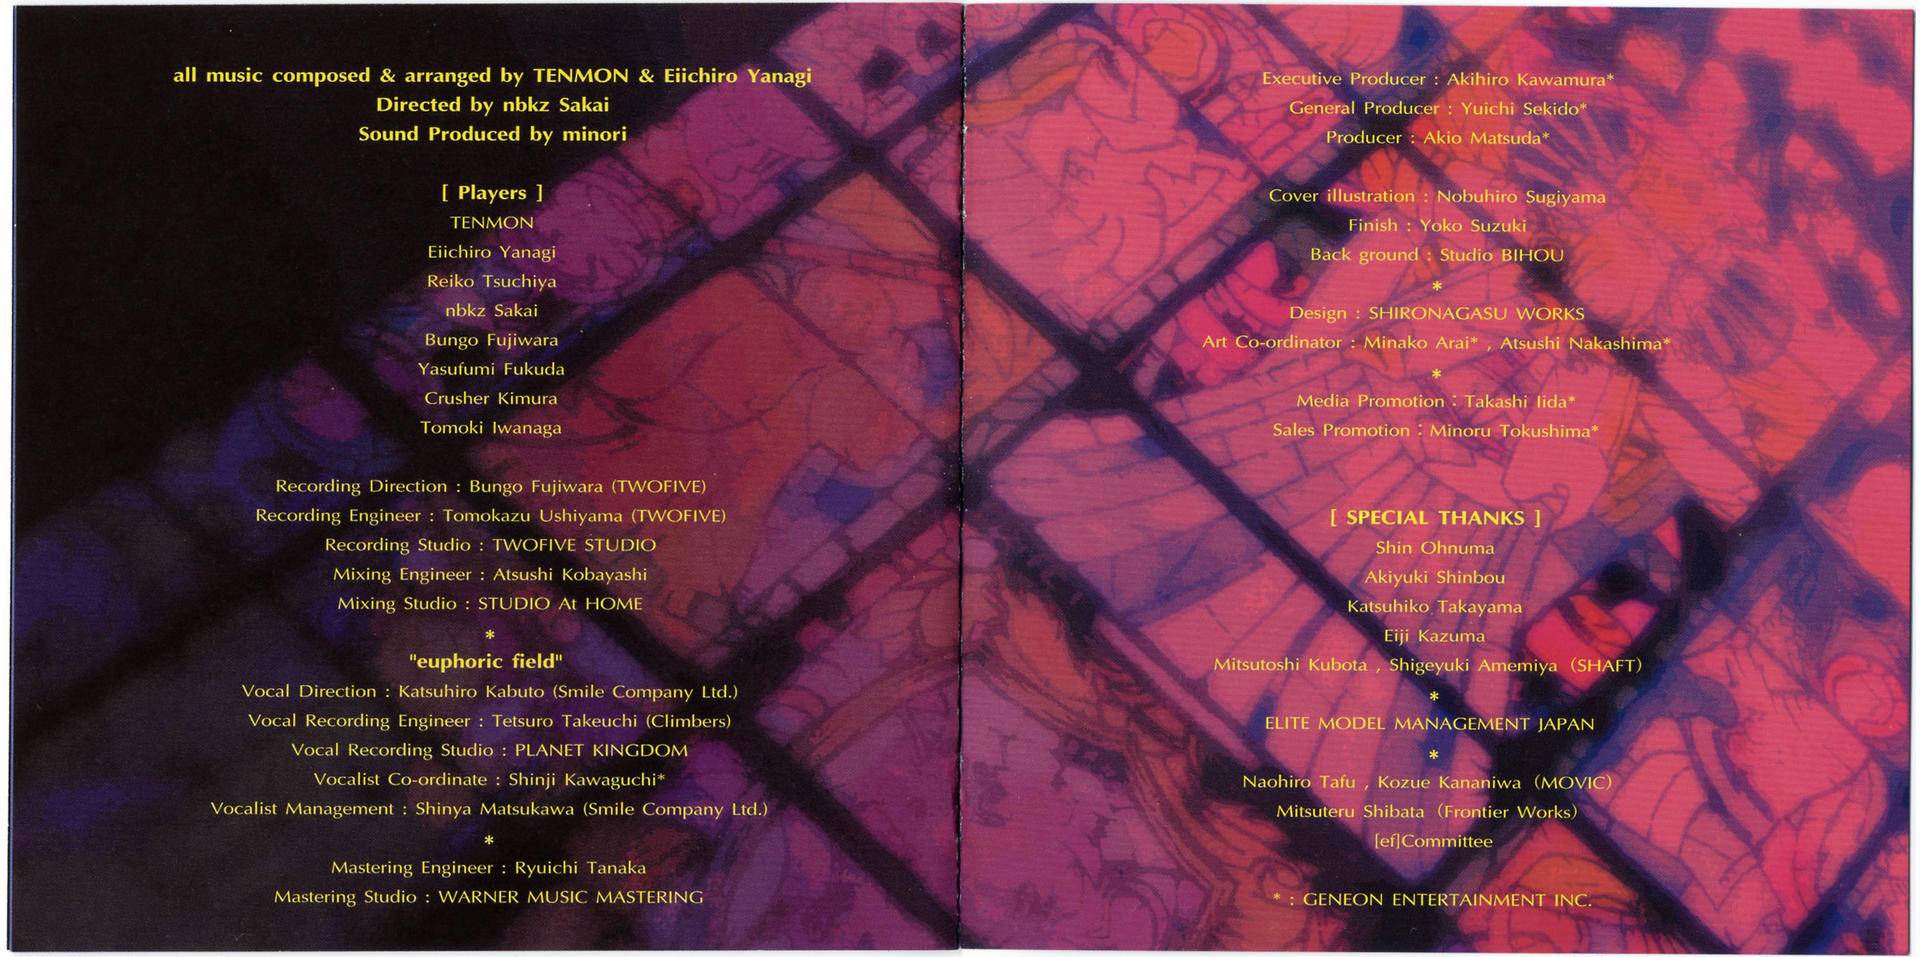 all music composed & arranged by TENMON & Eiichiro Yanagi
Directed by nbkz Sakai
Sound Produced by minori
[ Players ]
TENMON
Eiichiro Yanagi
Reiko Tsuchiya
nbkz Sakai
Bungo Fujiwara
Yasufumi Fukuda
Crusher Kimura
Tomoki Iwanaga
Recording Direction : Bungo Fujiwara (TWOFIVE)
Recording Engineer : Tomokazu Ushiyama (TWOFIVE)
Recording Studio : TWOFIVE STUDIO
Mixing Engineer : Atsushi Kobayashi
Mixing Studio : STUDIO At HOME
*
"euphoric field"
Vocal Direction : Katsuhiro Kabuto (Smile Company Ltd.)
Vocal Recording Engineer : Tetsuro Takeuchi (Climbers)
Vocal Recording Studio : PLANET KINGDOM
Vocalist Co-ordinate : Shinji Kawaguchi*
Vocalist Management : Shinya Matsukawa (Smile Company Ltd.)
*
Mastering Engineer : Ryuichi Tanaka
Mastering Studio : WARNER MUSIC MASTERING
Executive Producer : Akihiro Kawamura*
General Producer : Yuichi Sekido*
Producer : Akio Matsuda*
Cover illustration : Nobuhiro Sugiyama
Finish : Yoko Suzuki
Back ground : Studio BIHOU
*
Design : SHIRONAGASU WORKS
Art Co-ordinator : Minako Arai* , Atsushi Nakashima*
*
Media Promotion : Takashi Iida*
Sales Promotion : Minoru Tokushima*
[ SPECIAL THANKS ]
Shin Ohnuma
Akiyuki Shinbou
Katsuhiko Takayama
Eiji Kazuma
Mitsutoshi Kubota , Shigeyuki Amemiya (SHAFT)
*
ELITE MODEL MANAGEMENT JAPAN
*
Naohiro Tafu , Kozue Kananiwa (MOVIC)
Mitsuteru Shibata (Frontier Works)
[ef]Committee
* : GENEON ENTERTAINMENT INC.